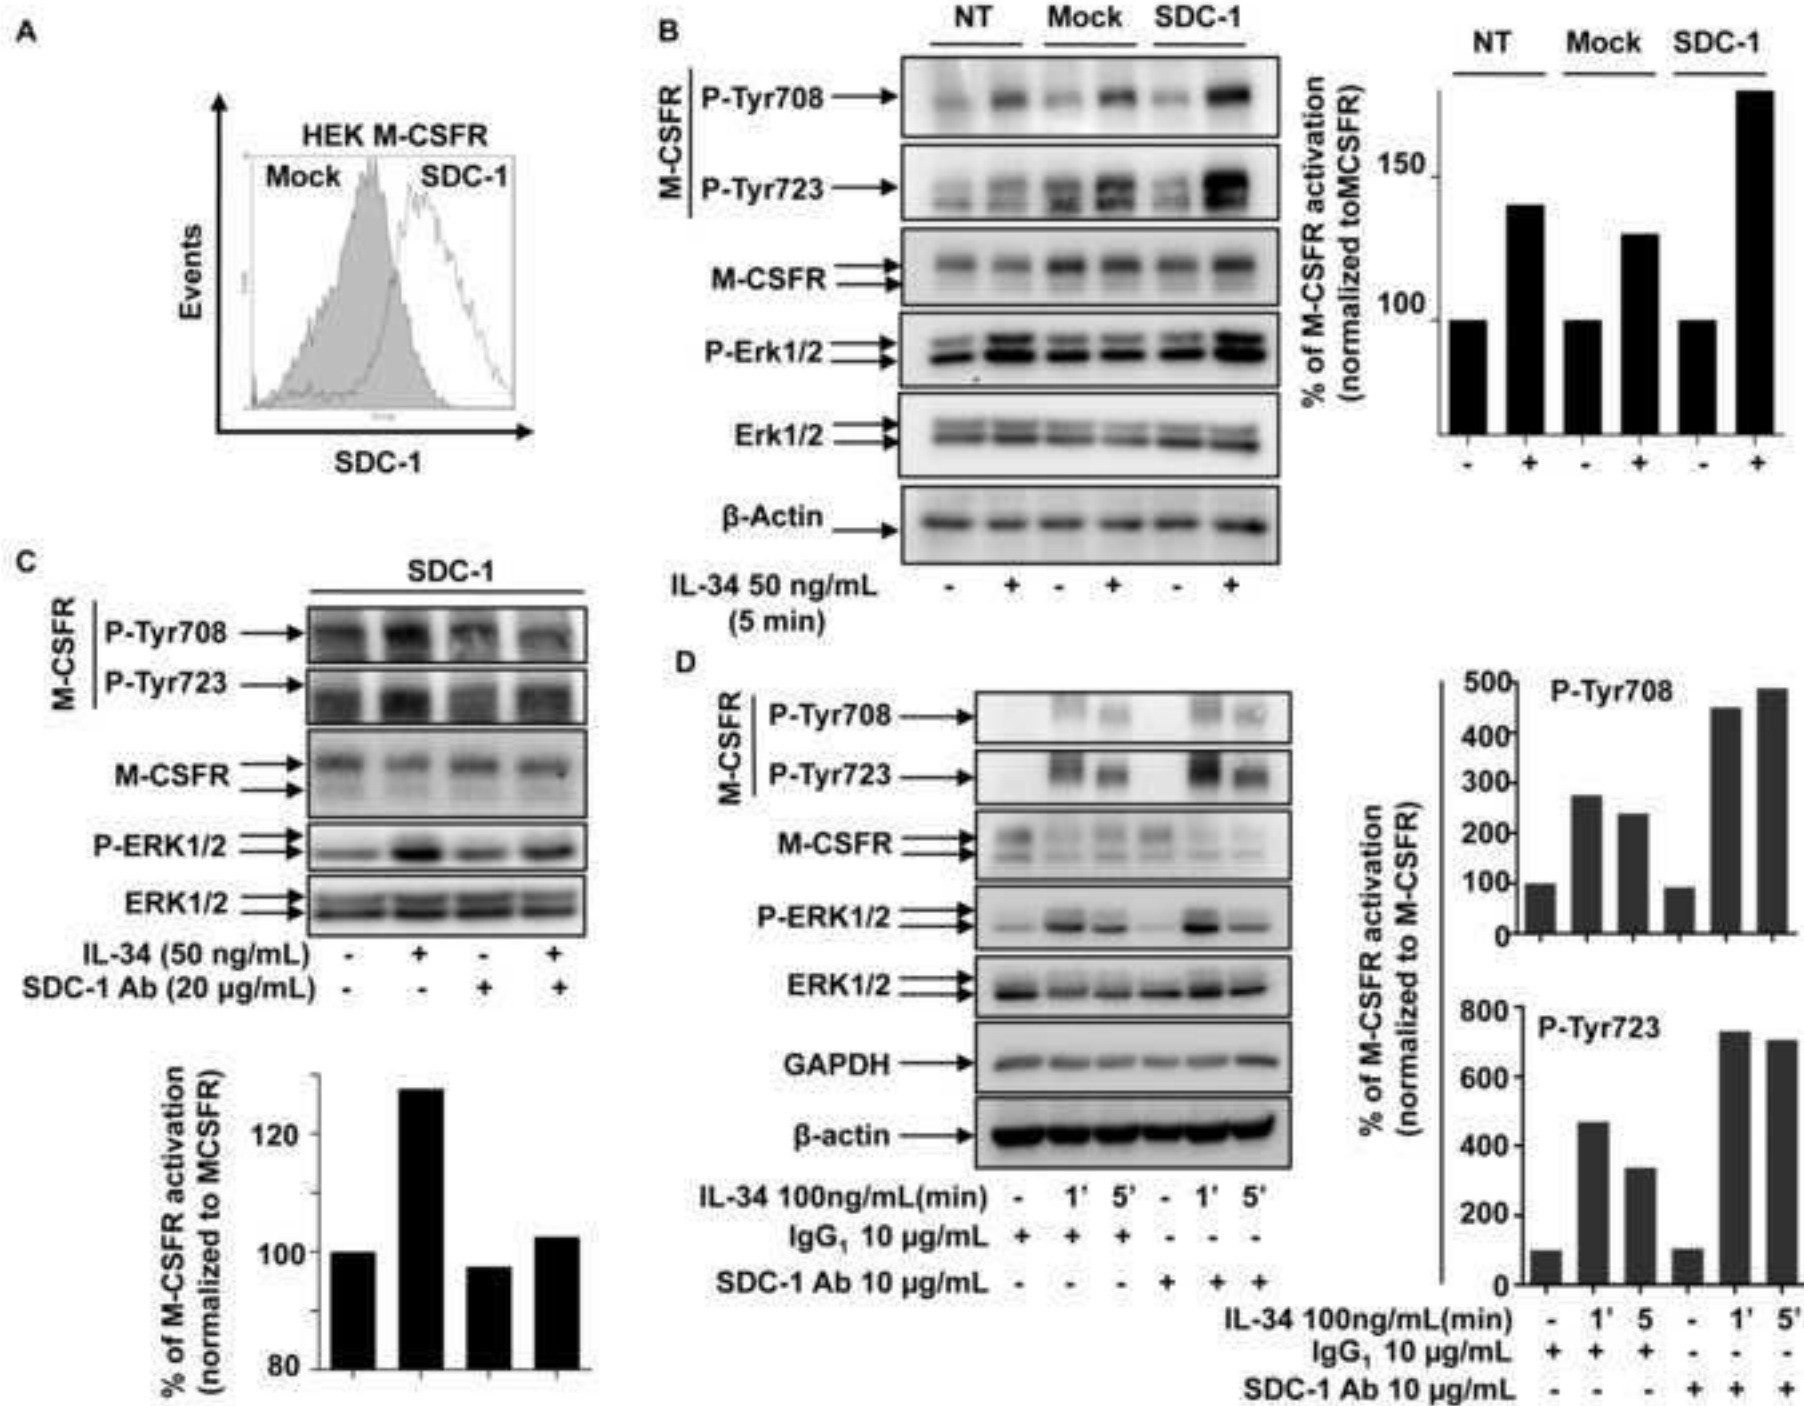 A
HEK M-CSFR
Mock SDC-1
Events
SDC-1
B
NT Mock SDC-1
M-CSFR
P-Tyr708
P-Tyr723
M-CSFR
P-Erk1/2
Erk1/2
β-Actin
IL-34 50 ng/mL - + - + - +
(5 min)
NT Mock SDC-1
% of M-CSFR activation
(normalized toMCSFR)
150
100
- + - + - +
C
SDC-1
M-CSFR
P-Tyr708
P-Tyr723
M-CSFR
P-ERK1/2
ERK1/2
IL-34 (50 ng/mL) - + - +
SDC-1 Ab (20 µg/mL) - - + +
% of M-CSFR activation
(normalized to MCSFR)
120
100
80
D
M-CSFR
P-Tyr708
P-Tyr723
M-CSFR
P-ERK1/2
ERK1/2
GAPDH
β-actin
IL-34 100ng/mL(min) - 1' 5' - 1' 5'
IgG₁ 10 µg/mL + + + - - -
SDC-1 Ab 10 µg/mL - - - + + +
% of M-CSFR activation
(normalized to M-CSFR)
P-Tyr708
500
400
300
200
100
0
P-Tyr723
800
600
400
200
0
IL-34 100ng/mL(min) - 1' 5 - 1' 5'
IgG₁ 10 µg/mL + + + - - -
SDC-1 Ab 10 µg/mL - - - + + +